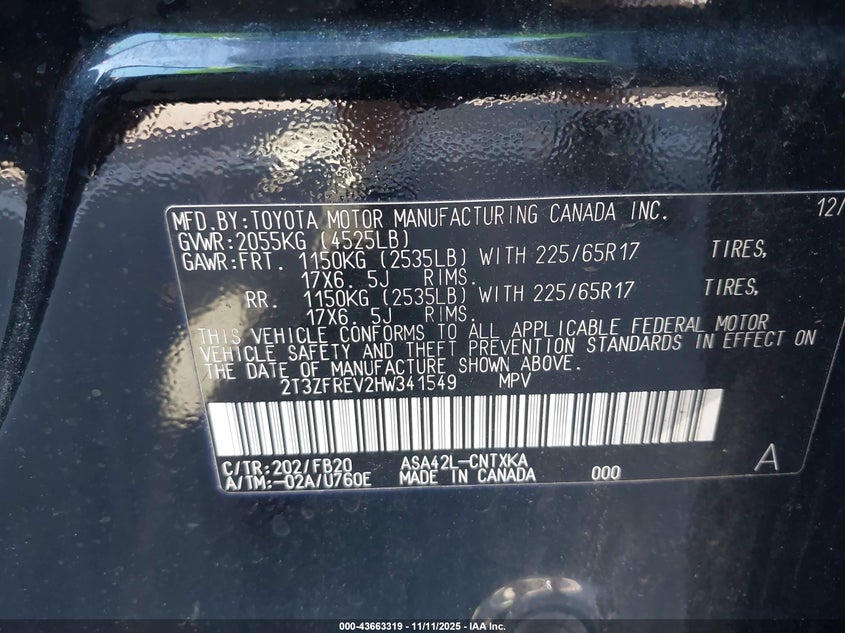 MFD.BY:TOYOTA MOTOR MANUFACTURING CANADA INC. 12/
GVWR:2055KG (4525LB)
GAWR:FRT. 1150KG (2535LB) WITH 225/65R17 TIRES,
17X6. 5J RIMS.
RR. 1150KG (2535LB) WITH 225/65R17 TIRES,
17X6. 5J RIMS.
THIS VEHICLE CONFORMS TO ALL APPLICABLE FEDERAL MOTOR
VEHICLE SAFETY AND THEFT PREVENTION STANDARDS IN EFFECT ON
THE DATE OF MANUFACTURE SHOWN ABOVE.
2T3ZFREV2HW341549 MPV
C/TR:202/FB20 ASA42L-CNTXKA A
A/TM:-02A/U760E MADE IN CANADA 000
000-43663319 - 11/11/2025 - IAA Inc.